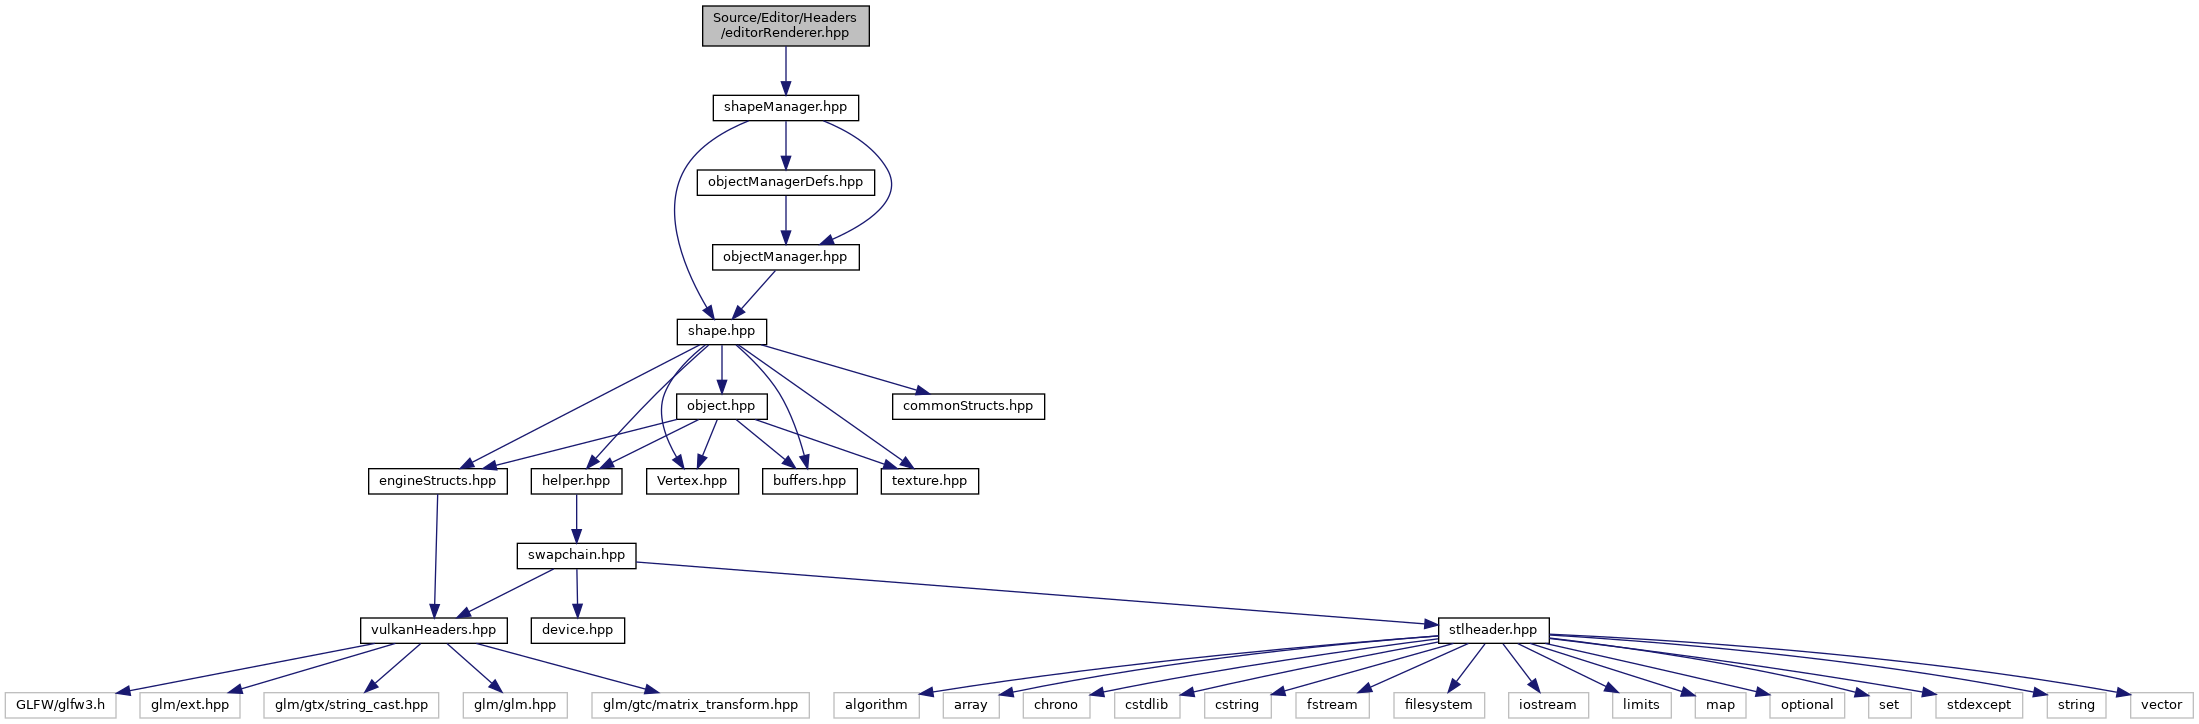 Source/Editor/Headers
/editorRenderer.hpp
shapeManager.hpp
objectManagerDefs.hpp
objectManager.hpp
shape.hpp
object.hpp
commonStructs.hpp
engineStructs.hpp
helper.hpp
Vertex.hpp
buffers.hpp
texture.hpp
swapchain.hpp
vulkanHeaders.hpp
device.hpp
stlheader.hpp
GLFW/glfw3.h
glm/ext.hpp
glm/gtx/string_cast.hpp
glm/glm.hpp
glm/gtc/matrix_transform.hpp
algorithm
array
chrono
cstdlib
cstring
fstream
filesystem
iostream
limits
map
optional
set
stdexcept
string
vector